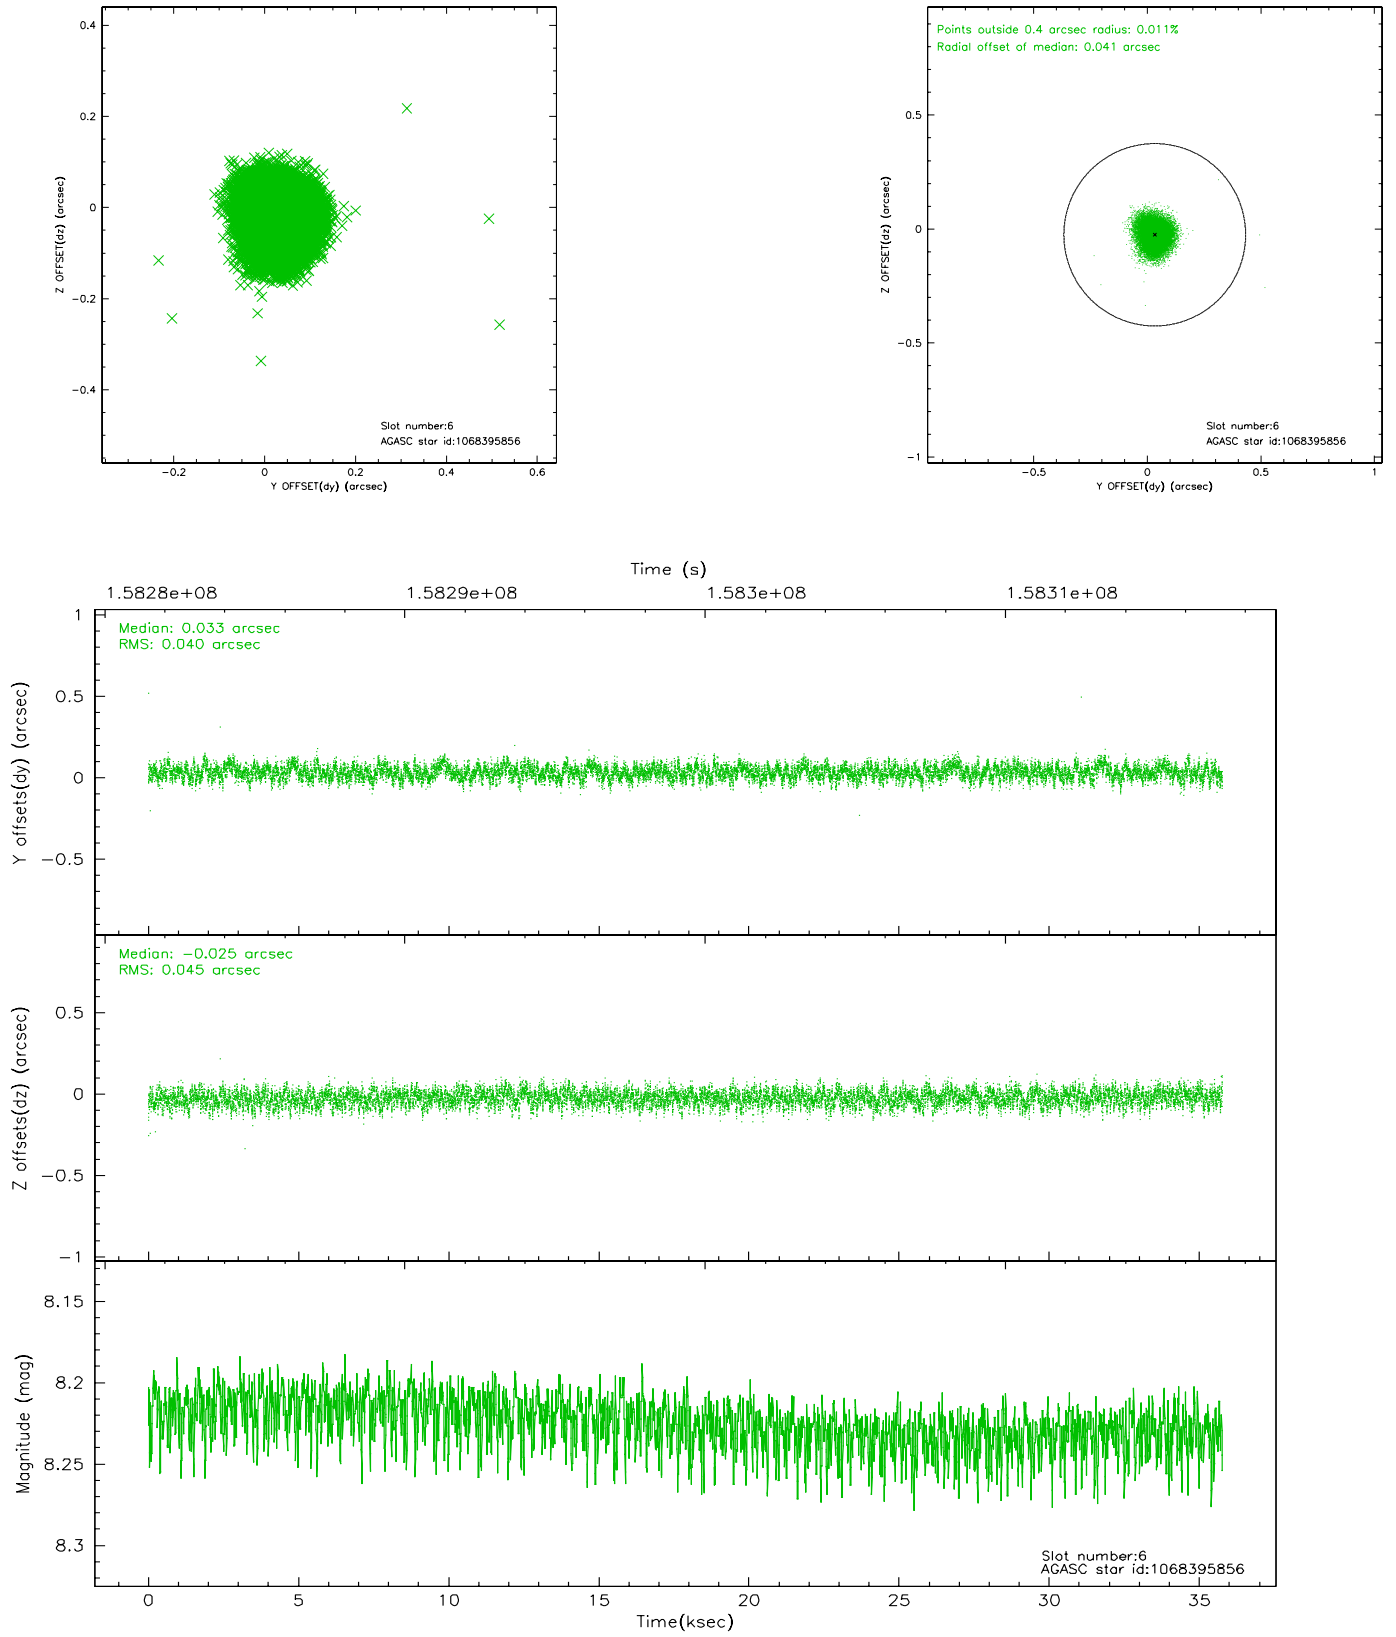 0.4
0.2
0
−0.2
−0.4
Z OFFSET(dz) (arcsec)
Slot number:6
AGASC star id:1068395856
−0.2 0 0.2 0.4 0.6
Y OFFSET(dy) (arcsec)
Points outside 0.4 arcsec radius: 0.011%
Radial offset of median: 0.041 arcsec
0.5
0
−0.5
−1
Z OFFSET(dz) (arcsec)
Slot number:6
AGASC star id:1068395856
−0.5 0 0.5 1
Y OFFSET(dy) (arcsec)
Time (s)
1.5828e+08 1.5829e+08 1.583e+08 1.5831e+08
Median: 0.033 arcsec
RMS: 0.040 arcsec
1
0.5
0
−0.5
Y offsets(dy) (arcsec)
Median: −0.025 arcsec
RMS: 0.045 arcsec
0.5
0
−0.5
−1
Z offsets(dz) (arcsec)
8.15
8.2
8.25
8.3
Magnitude (mag)
Slot number:6
AGASC star id:1068395856
0 5 10 15 20 25 30 35
Time(ksec)